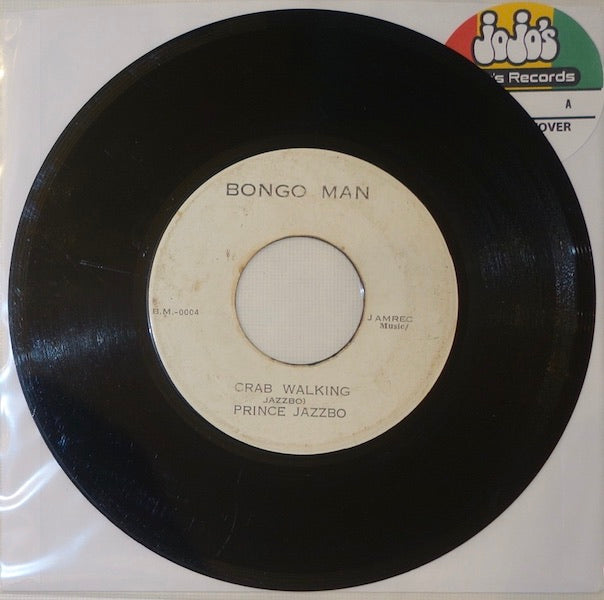 jojo's
's Records
A
OVER
BONGO MAN
B.M.-0004
JAMREC
Music/
CRAB WALKING
JAZZBO)
PRINCE JAZZBO